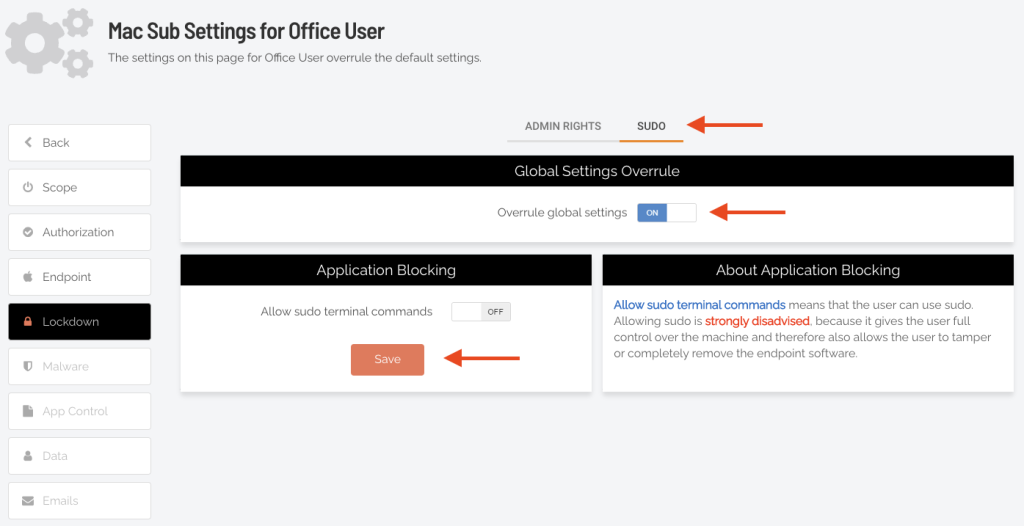 Mac Sub Settings for Office User
The settings on this page for Office User overrule the default settings.
Back
Scope
Authorization
Endpoint
Lockdown
Malware
App Control
Data
Emails
ADMIN RIGHTS
SUDO
Global Settings Overrule
Overrule global settings
ON
Application Blocking
Allow sudo terminal commands
OFF
Save
About Application Blocking
Allow sudo terminal commands means that the user can use sudo.
Allowing sudo is strongly disadvised, because it gives the user full
control over the machine and therefore also allows the user to tamper
or completely remove the endpoint software.